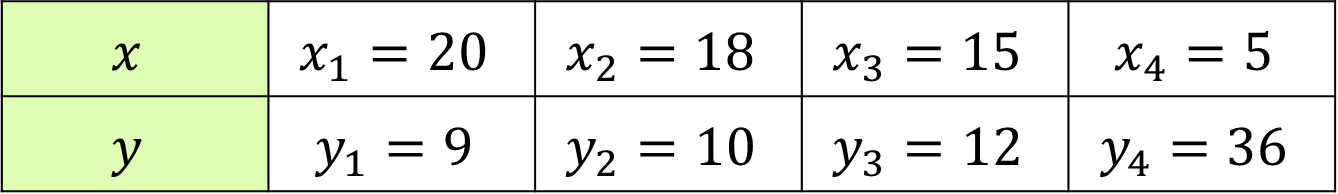 x x₁ = 20 x₂ = 18 x₃ = 15 x₄ = 5
y y₁ = 9 y₂ = 10 y₃ = 12 y₄ = 36